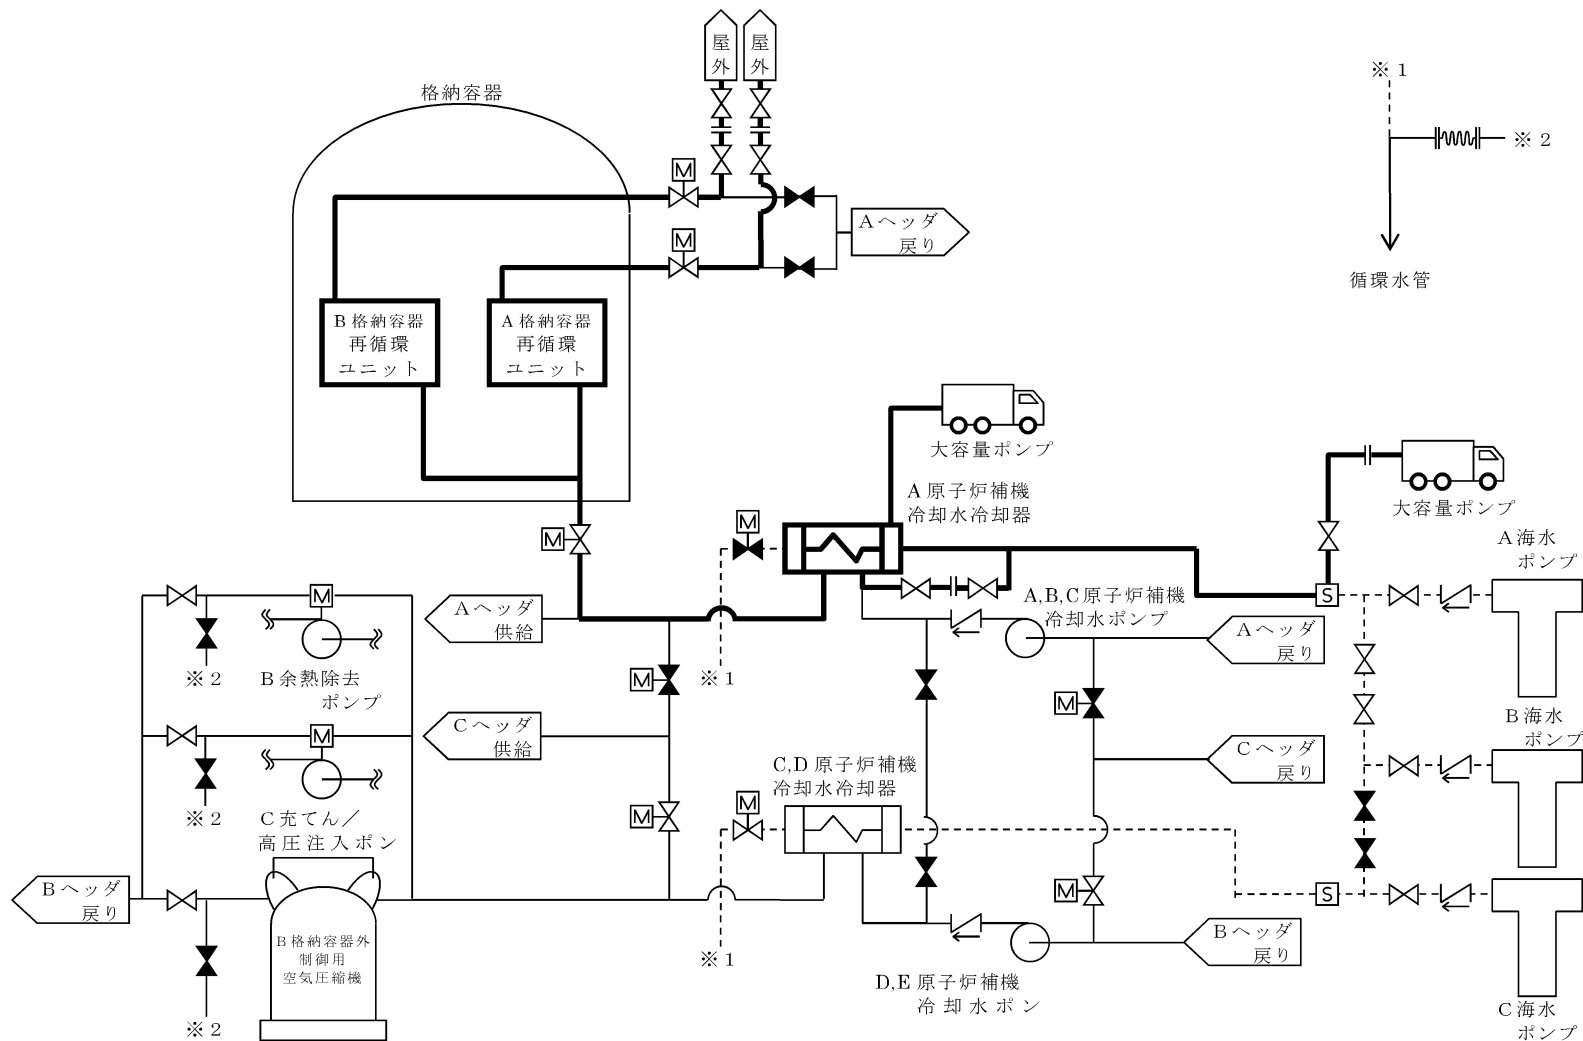 屋外
屋外
格納容器
※1
※2
循環水管
M
Aヘッダ
戻り
M
B格納容器
再循環
ユニット
A格納容器
再循環
ユニット
大容量ポンプ
大容量ポンプ
A原子炉補機
冷却水冷却器
M
M
A海水
ポンプ
S
M
Aヘッダ
供給
A,B,C原子炉補機
冷却水ポンプ
Aヘッダ
戻り
※2
B余熱除去
ポンプ
M
※1
M
B海水
ポンプ
M
Cヘッダ
供給
Cヘッダ
戻り
C,D原子炉補機
冷却水冷却器
※2
C充てん／
高圧注入ポン
M
M
Bヘッダ
戻り
M
S
B格納容器外
制御用
空気圧縮機
※1
Bヘッダ
戻り
D,E原子炉補機
冷却水ポン
※2
C海水
ポンプ